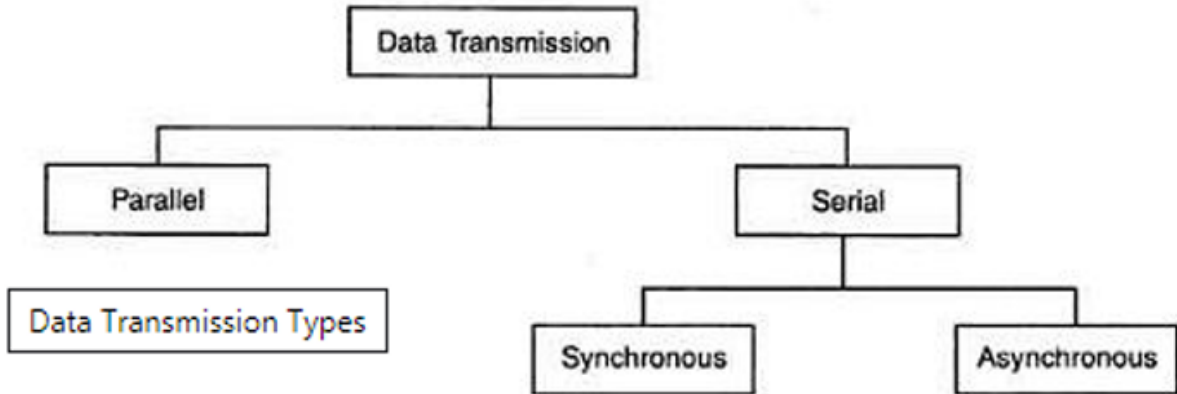 Data Transmission
Parallel
Serial
Data Transmission Types
Synchronous
Asynchronous